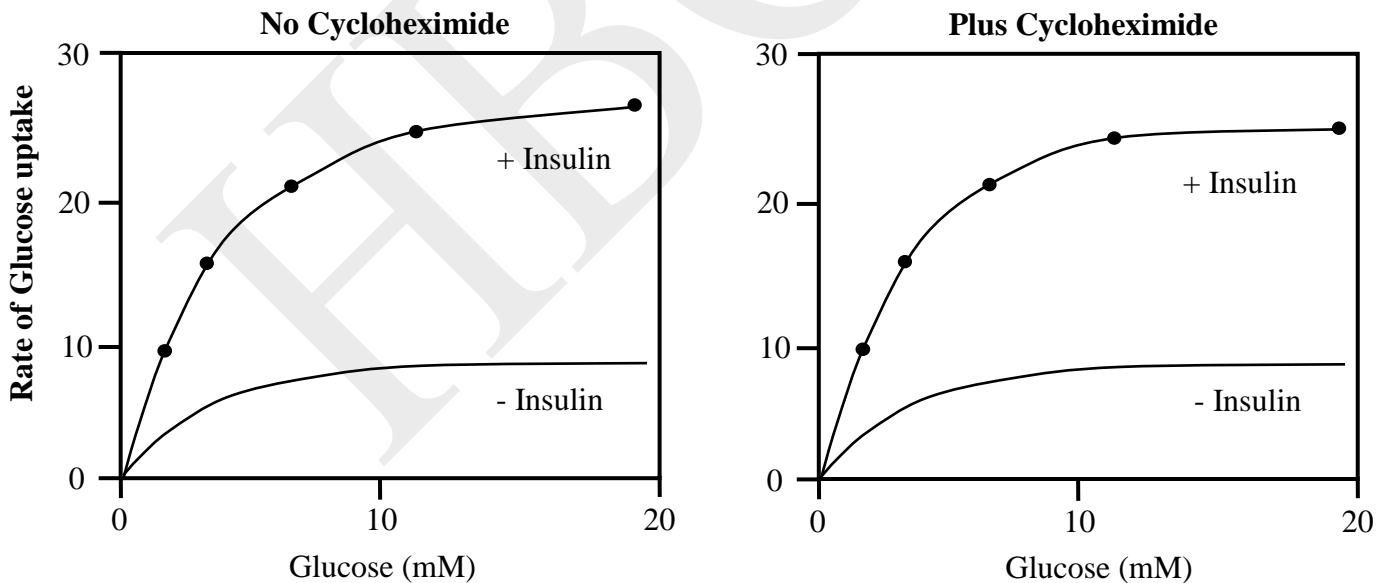 No Cycloheximide
Rate of Glucose uptake
30
20
10
0
+ Insulin
- Insulin
0 10 20
Glucose (mM)
Plus Cycloheximide
30
20
10
0
+ Insulin
- Insulin
0 10 20
Glucose (mM)